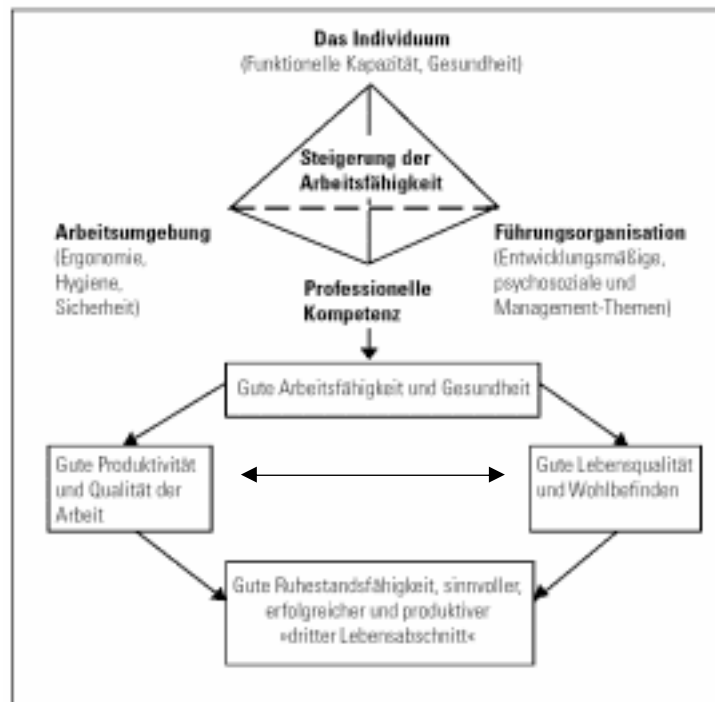 Das Individuum
(Funktionelle Kapazität, Gesundheit)
Steigerung der
Arbeitsfähigkeit
Arbeitsumgebung
(Ergonomie,
Hygiene,
Sicherheit)
Führungsorganisation
(Entwicklungsmäßige,
psychosoziale und
Management-Themen)
Professionelle
Kompetenz
Gute Arbeitsfähigkeit und Gesundheit
Gute Produktivität
und Qualität der
Arbeit
Gute Lebensqualität
und Wohlbefinden
Gute Ruhestandsfähigkeit, sinnvoller,
erfolgreicher und produktiver
»dritter Lebensabschnitt«